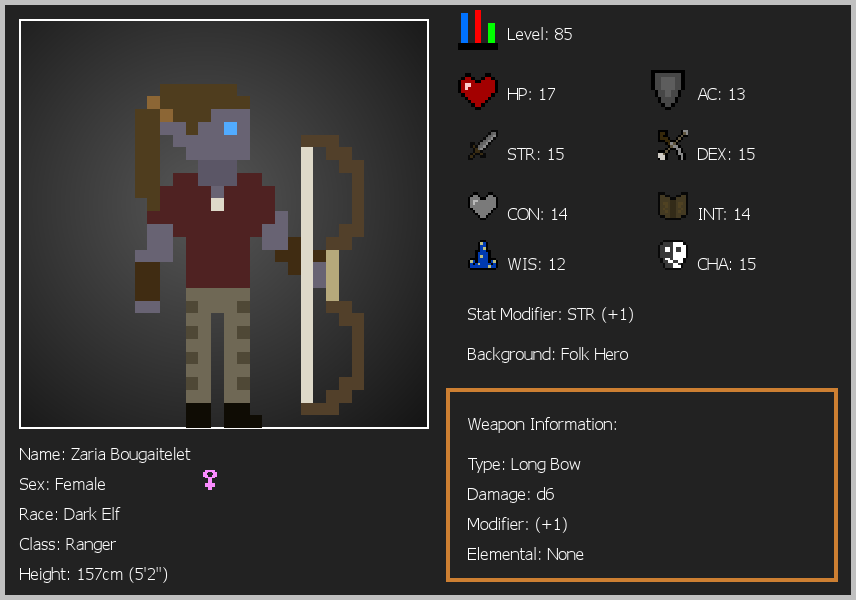 Level: 85
HP: 17
AC: 13
STR: 15
DEX: 15
CON: 14
INT: 14
WIS: 12
CHA: 15
Stat Modifier: STR (+1)
Background: Folk Hero
Weapon Information:
Type: Long Bow
Damage: d6
Modifier: (+1)
Elemental: None
Name: Zaria Bougaitelet
Sex: Female
Race: Dark Elf
Class: Ranger
Height: 157cm (5'2")